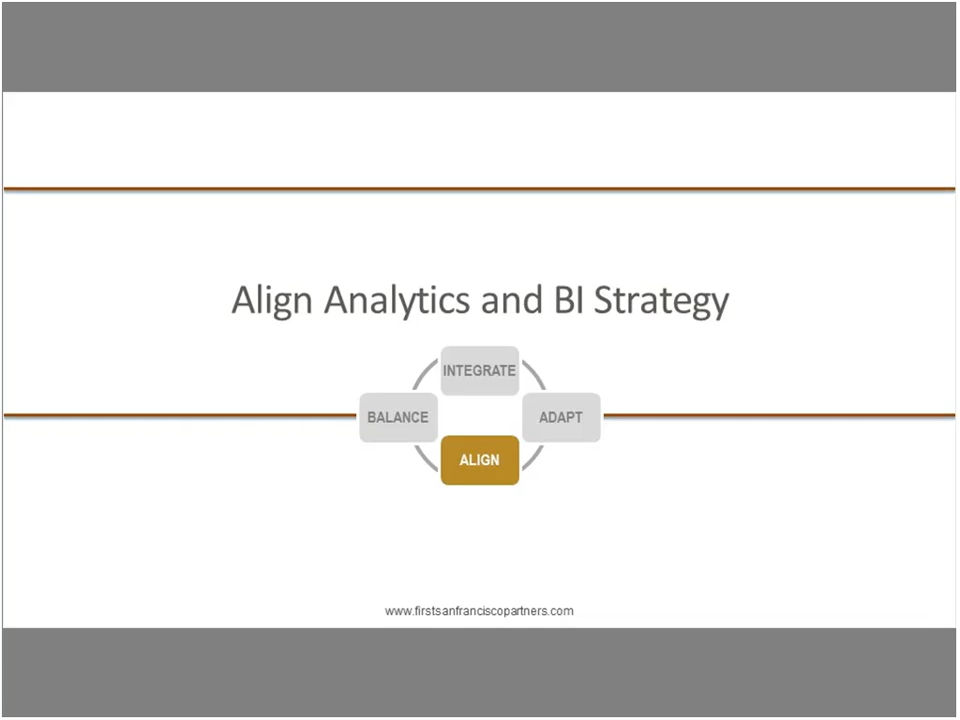 Align Analytics and BI Strategy
INTEGRATE
BALANCE
ADAPT
ALIGN
www.firstsanfranciscopartners.com